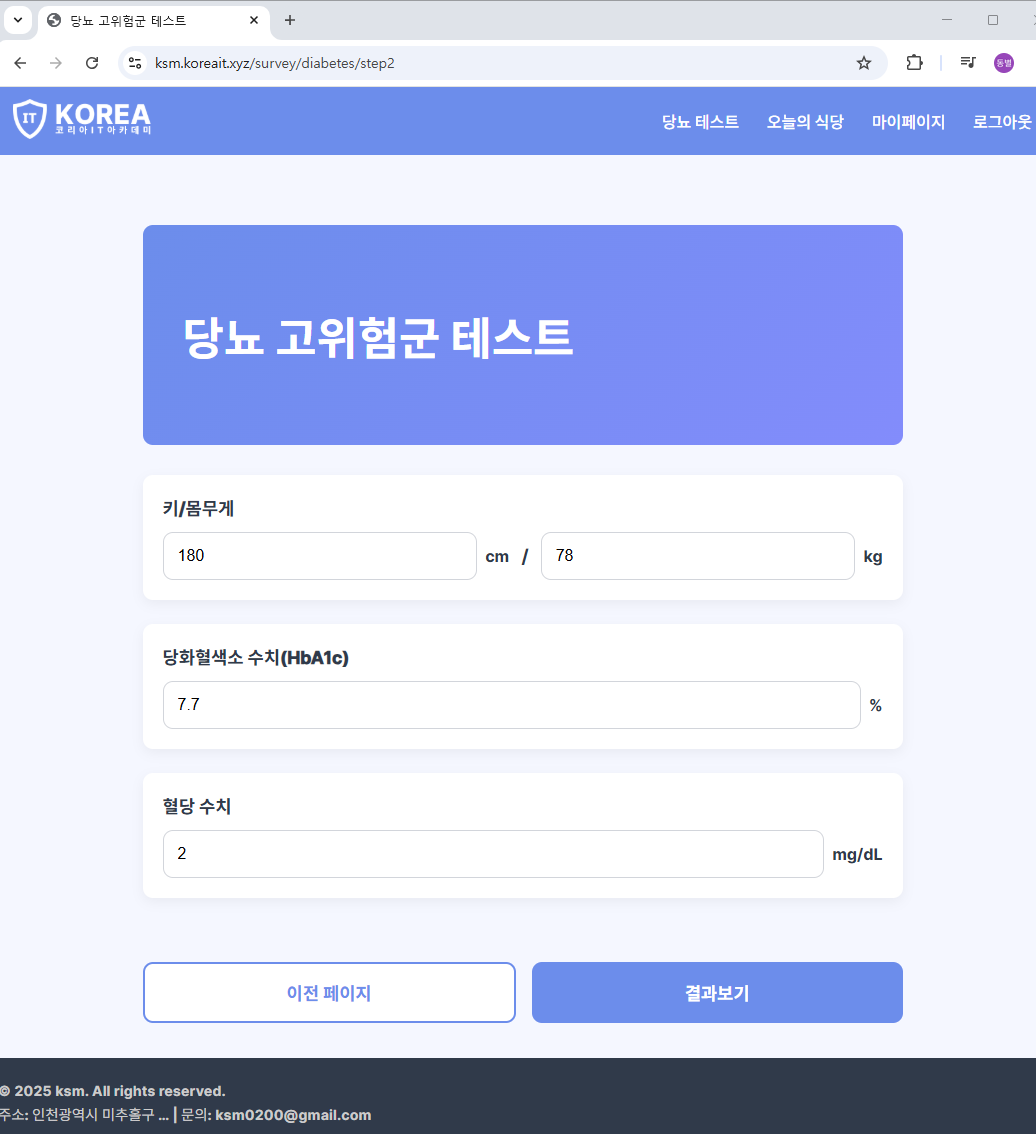 당뇨 고위험군 테스트
ksm.koreait.xyz/survey/diabetes/step2
동별
IT KOREA
코리아IT아카데미
당뇨 테스트 오늘의 식당 마이페이지 로그아웃
당뇨 고위험군 테스트
키/몸무게
180 cm / 78 kg
당화혈색소 수치(HbA1c)
7.7 %
혈당 수치
2 mg/dL
이전 페이지 결과보기
© 2025 ksm. All rights reserved.
주소: 인천광역시 미추홀구 ... | 문의: ksm0200@gmail.com